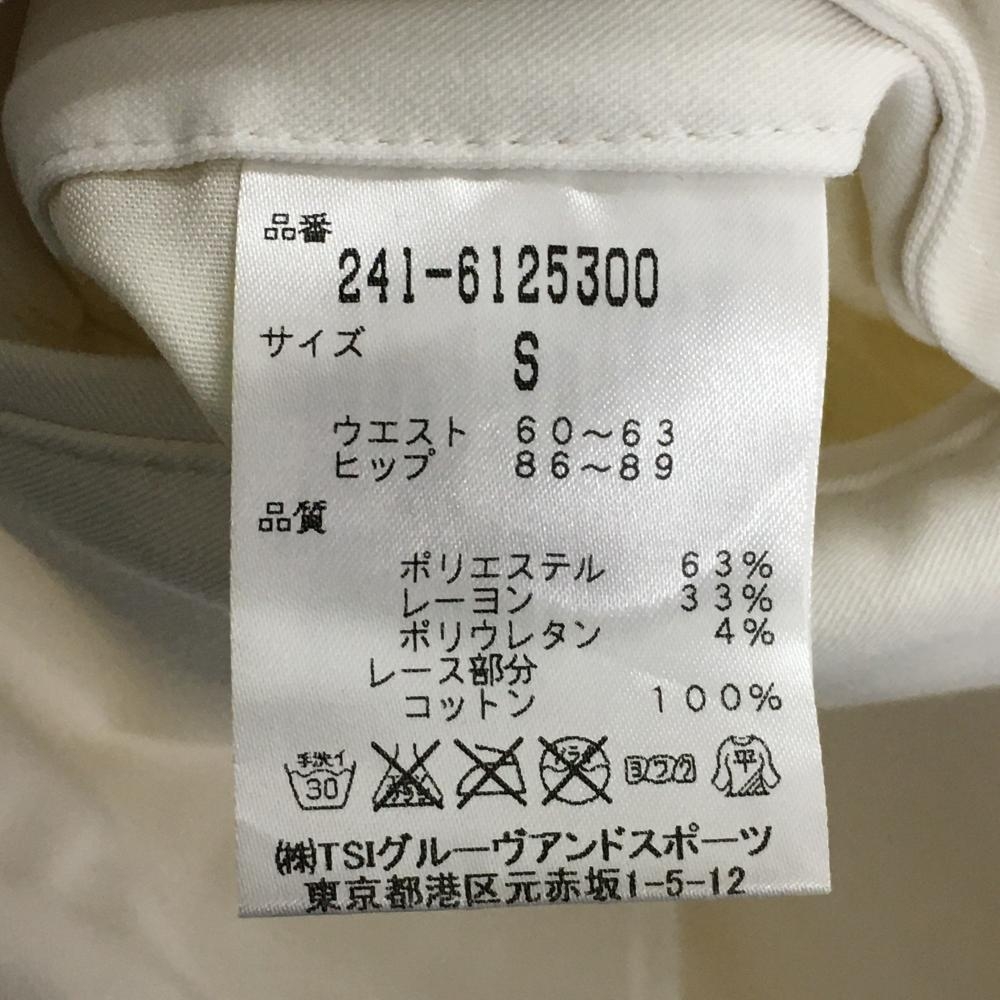 品番
241-6125300
サイズ S
ウエスト 60～63
ヒップ 86～89
品質
ポリエステル 63%
レーヨン 33%
ポリウレタン 4%
レース部分
コットン 100%
手洗イ 30 平
㈱TSIグルーヴアンドスポーツ
東京都港区元赤坂1-5-12